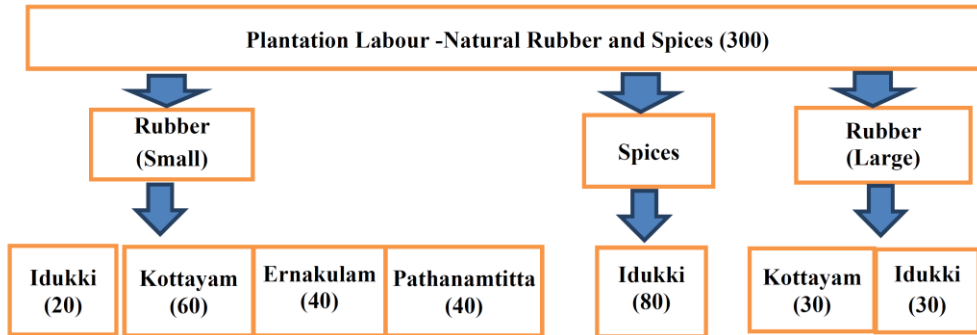 Plantation Labour -Natural Rubber and Spices (300)
Rubber
(Small)
Spices
Rubber
(Large)
Idukki
(20)
Kottayam
(60)
Ernakulam
(40)
Pathanamtitta
(40)
Idukki
(80)
Kottayam
(30)
Idukki
(30)